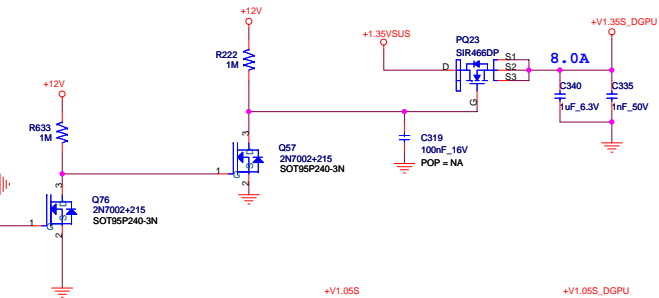 +12V
+1.35VSUS
+V1.35S_DGPU
PQ23
SIR466DP
R222
1M
D
S1
S2
S3
8.0A
G
C340
1uF_6.3V
C335
1nF_50V
+12V
R633
1M
C319
100nF_16V
POP = NA
3
Q57
2N7002+215
SOT95P240-3N
1
G
2
3
Q76
2N7002+215
SOT95P240-3N
1
G
2
+V1.05S
+V1.05S_DGPU